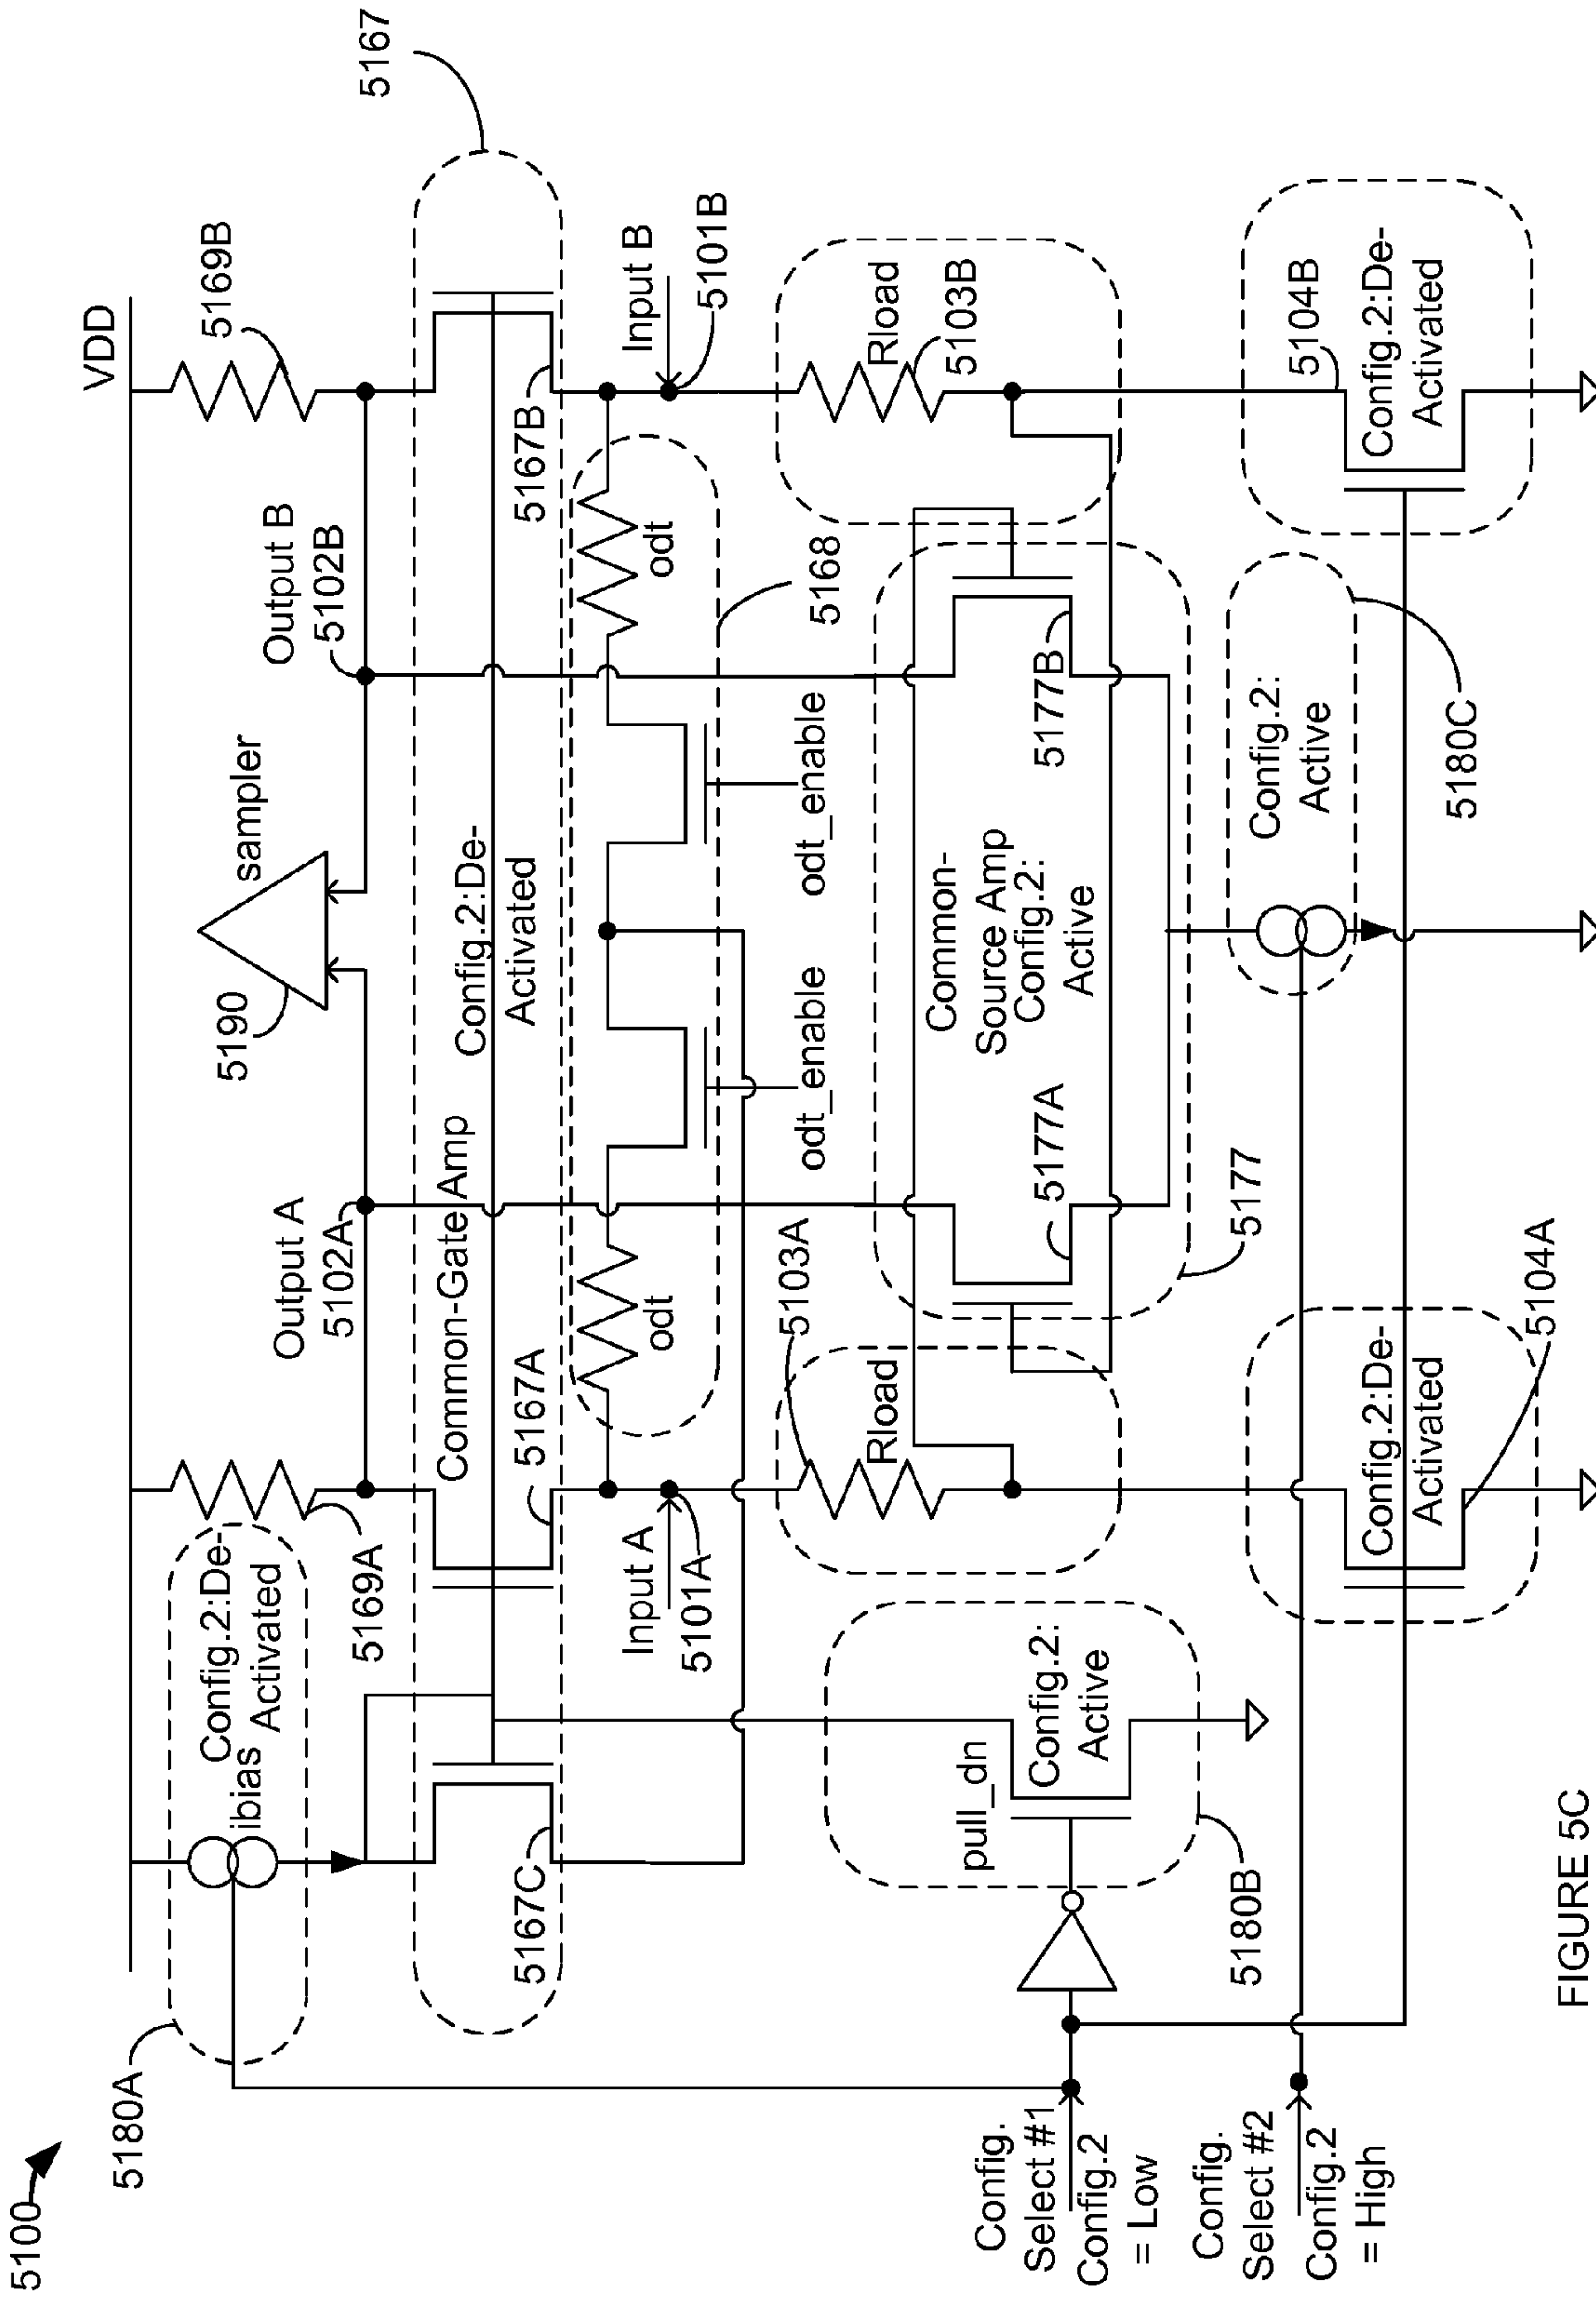 5100
5180A
VDD
Config.2:De-
Activated
ibias
5169A
Output A
5102A
5190
sampler
Output B
5102B
5169B
5167
Common-Gate Amp
Config.2:De-
Activated
5167C
5167A
5167B
Input A
5101A
odt
odt_enable
odt_enable
odt
5168
Input B
5101B
Rload
5103A
Rload
5103B
Common-
Source Amp
Config.2:
Active
5177A
5177B
5177
pull_dn
Config.2:
Active
5180B
Config.
Select #1
Config.2
= Low
Config.
Select #2
Config.2
= High
Config.2:De-
Activated
5104A
Config.2:
Active
5180C
5104B
Config.2:De-
Activated
FIGURE 5C